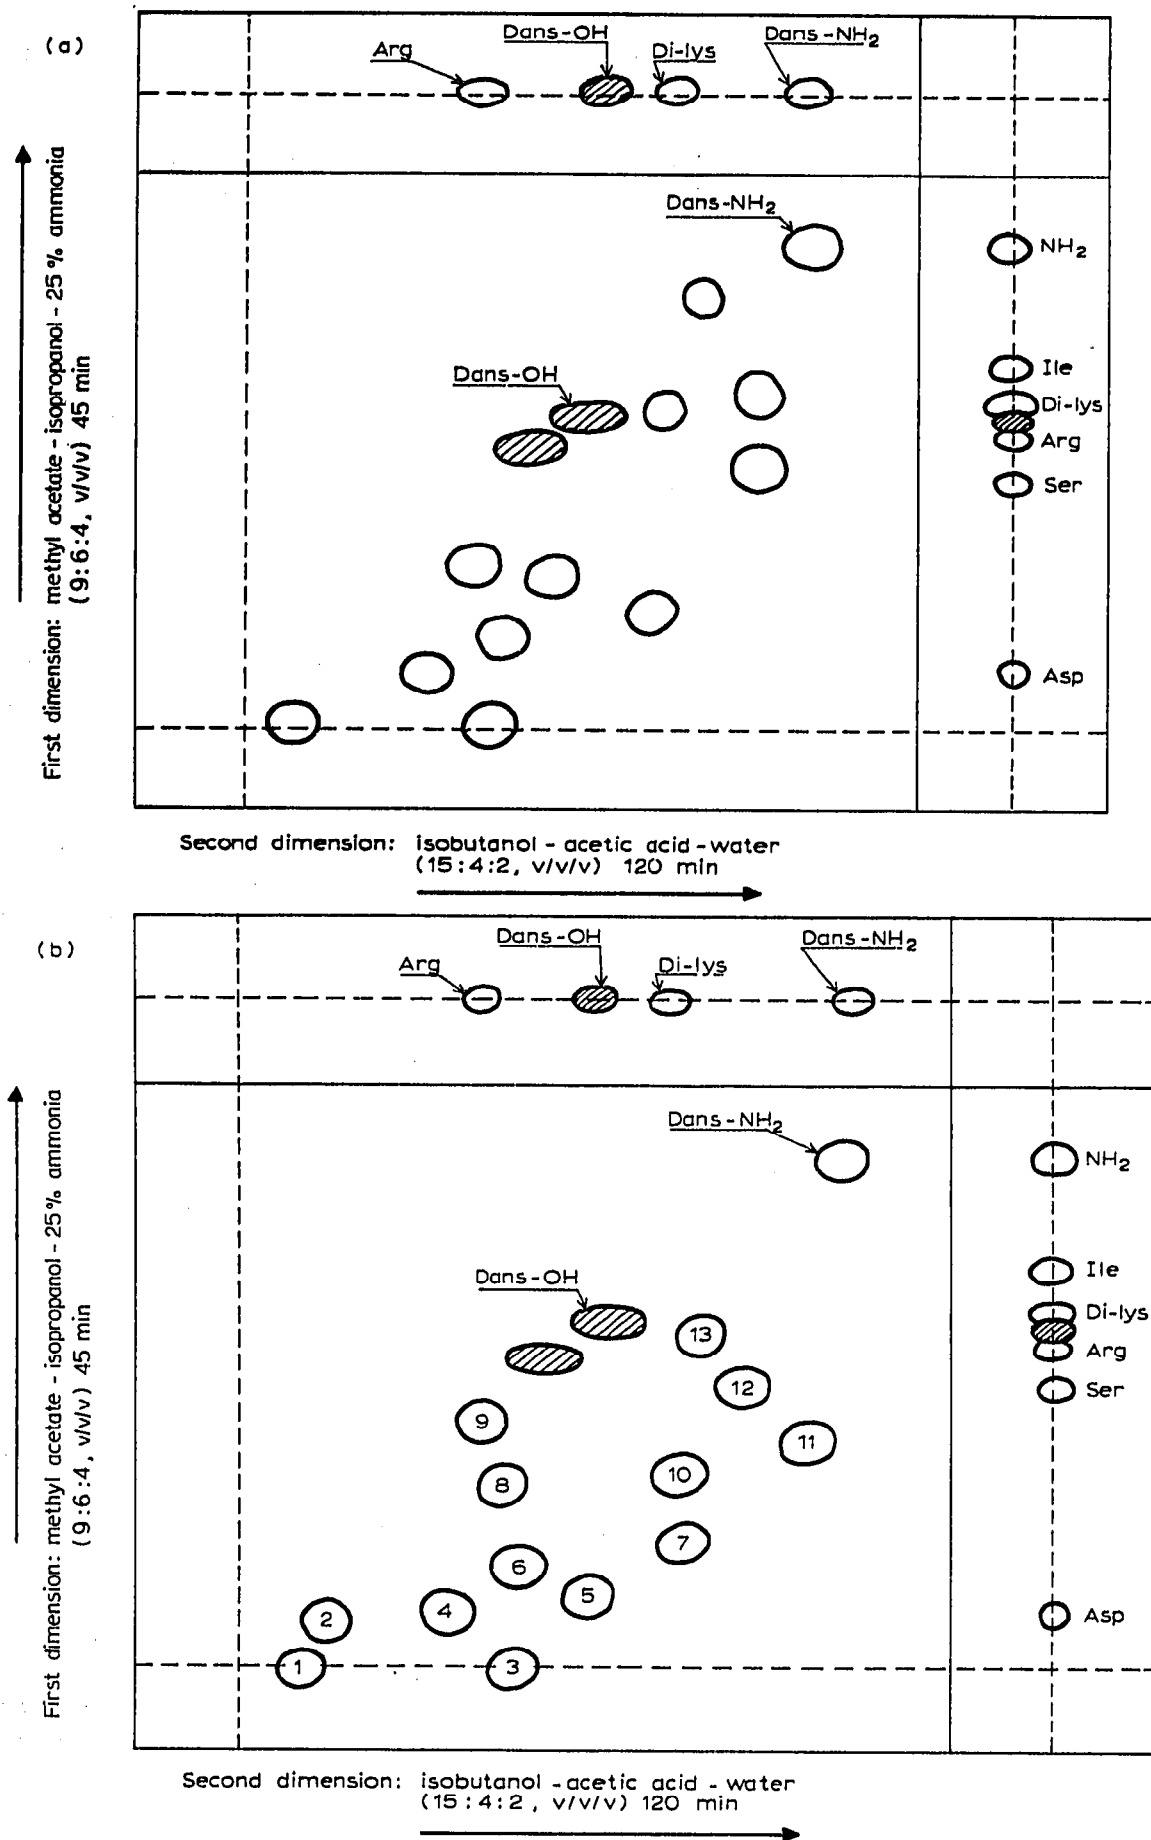 (a)
Arg
Dans-OH
Di-lys
Dans-NH2
Dans-NH2
Dans-OH
NH2
Ile
Di-lys
Arg
Ser
Asp
First dimension: methyl acetate - isopropanol - 25% ammonia
(9:6:4, v/v/v) 45 min
Second dimension: isobutanol - acetic acid - water
(15:4:2, v/v/v) 120 min
(b)
Arg
Dans-OH
Di-lys
Dans-NH2
Dans-NH2
Dans-OH
13
12
11
9
10
8
7
6
5
4
2
1
3
NH2
Ile
Di-lys
Arg
Ser
Asp
First dimension: methyl acetate - isopropanol - 25% ammonia
(9:6:4, v/v/v) 45 min
Second dimension: isobutanol - acetic acid - water
(15:4:2, v/v/v) 120 min